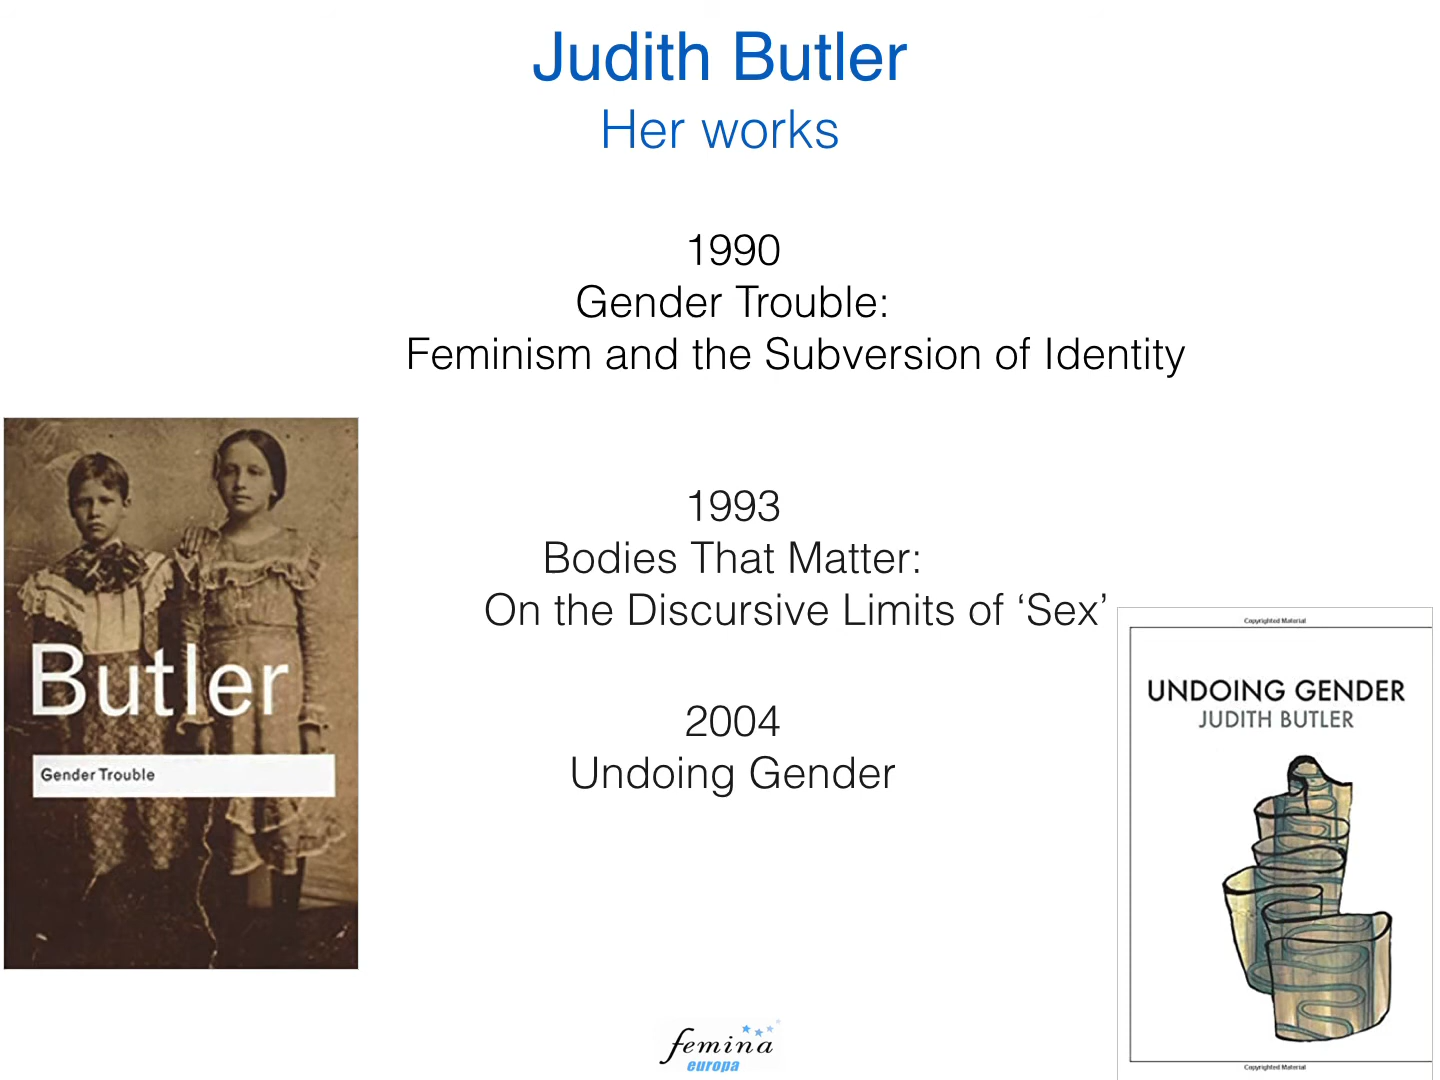 Judith Butler
Her works
1990
Gender Trouble:
Feminism and the Subversion of Identity
1993
Bodies That Matter:
On the Discursive Limits of ‘Sex’
2004
Undoing Gender
Butler
Gender Trouble
Copyrighted Material
UNDOING GENDER
JUDITH BUTLER
Copyrighted Material
femina
europa